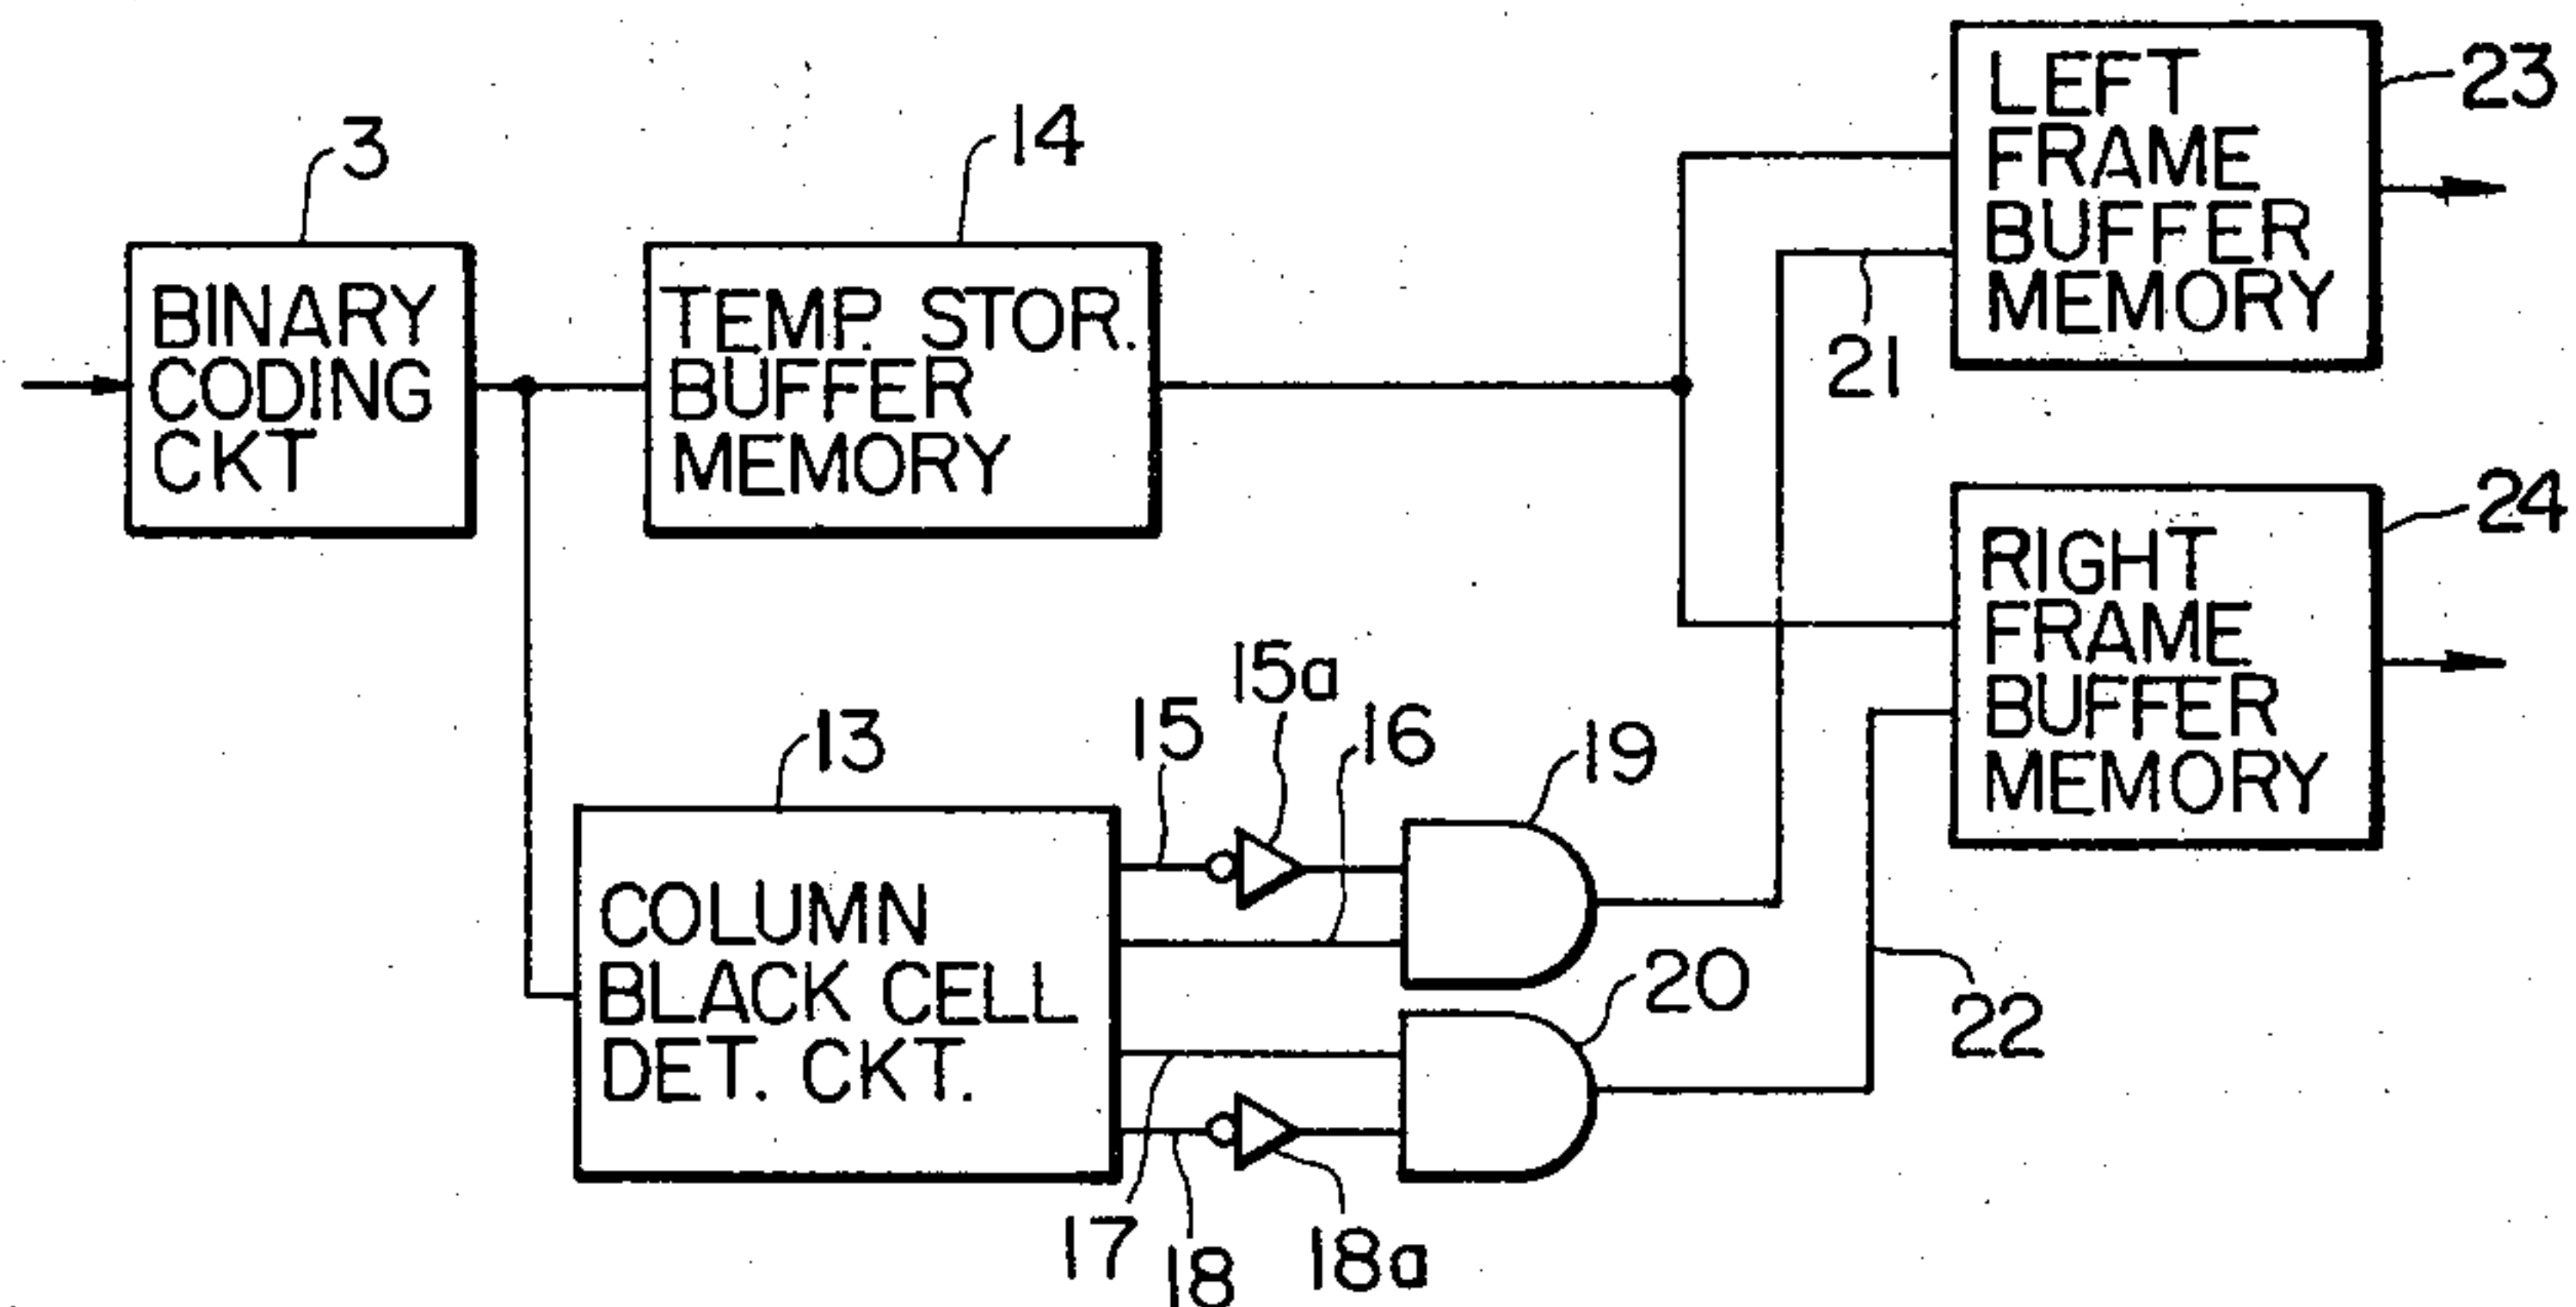 3
BINARY
CODING
CKT
14
TEMP. STOR.
BUFFER
MEMORY
LEFT
FRAME
BUFFER
MEMORY
23
21
RIGHT
FRAME
BUFFER
MEMORY
24
13
COLUMN
BLACK CELL
DET. CKT.
15
15a
16
19
20
17
18
18a
22